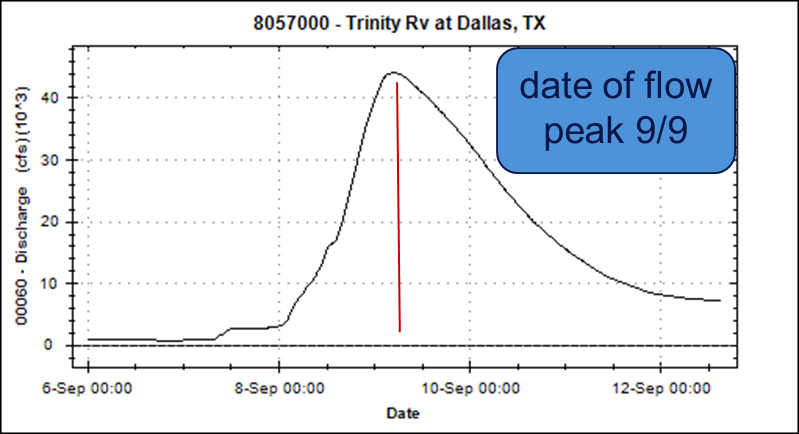 8057000 - Trinity Rv at Dallas, TX
date of flow
peak 9/9
00060 - Discharge (cfs)(10*3)
40
30
20
10
0
6-Sep 00:00 8-Sep 00:00 10-Sep 00:00 12-Sep 00:00
Date